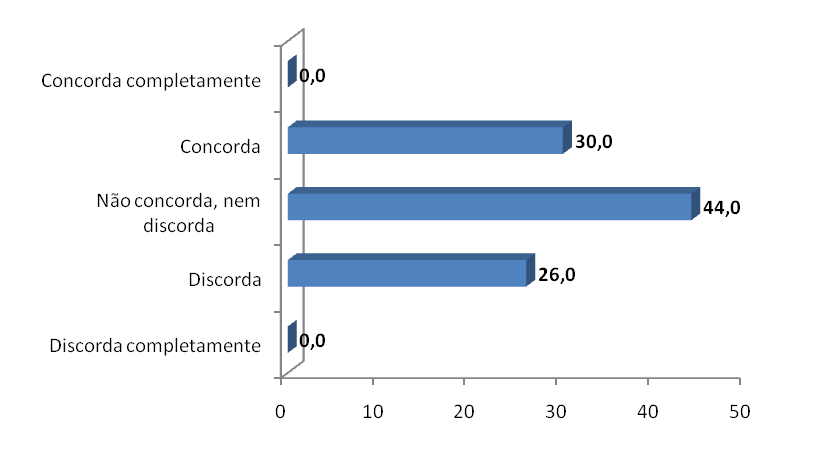 Concorda completamente
0,0
Concorda
30,0
Não concorda, nem
discorda
44,0
Discorda
26,0
Discorda completamente
0,0
0 10 20 30 40 50